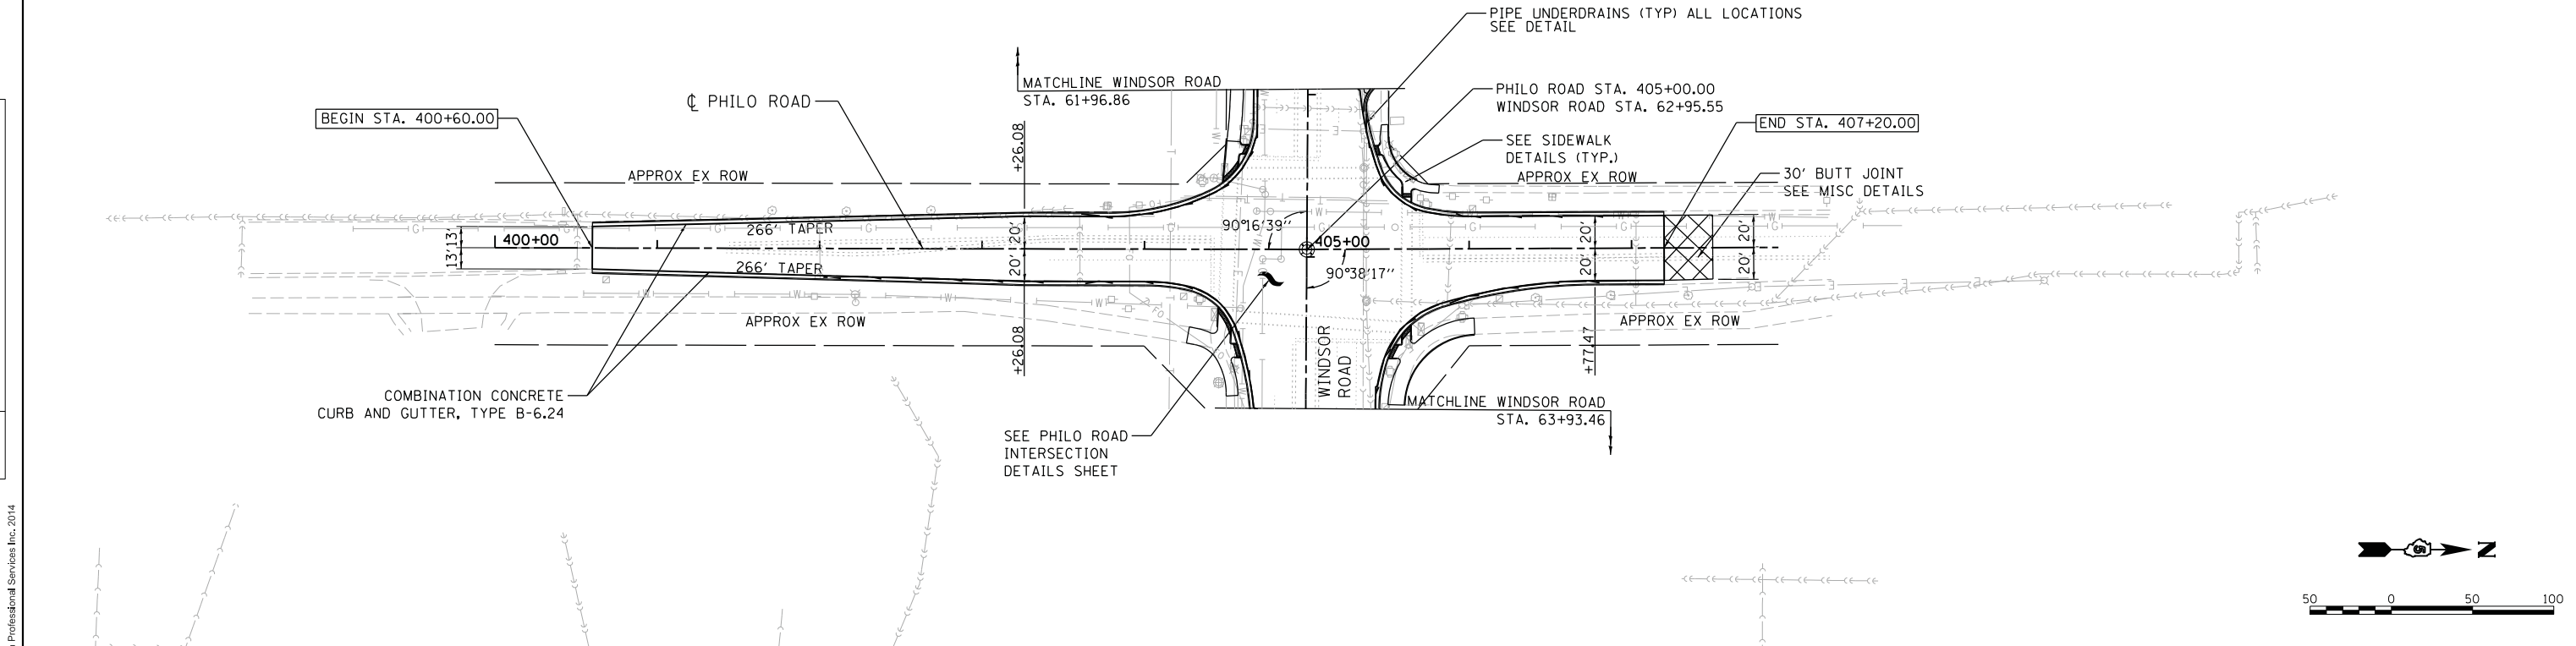 PIPE UNDERDRAINS (TYP) ALL LOCATIONS
SEE DETAIL
MATCHLINE WINDSOR ROAD
STA. 61+96.86
℄ PHILO ROAD
BEGIN STA. 400+60.00
PHILO ROAD STA. 405+00.00
WINDSOR ROAD STA. 62+95.55
END STA. 407+20.00
SEE SIDEWALK
DETAILS (TYP.)
+26.08
APPROX EX ROW
APPROX EX ROW
30' BUTT JOINT
SEE MISC DETAILS
266' TAPER
90°16'39''
13'
13'
400+00
20'
20'
405+00
20'
20'
20'
20'
266' TAPER
90°38'17''
APPROX EX ROW
APPROX EX ROW
+26.08
WINDSOR
ROAD
+77.47
COMBINATION CONCRETE
CURB AND GUTTER, TYPE B-6.24
MATCHLINE WINDSOR ROAD
STA. 63+93.46
SEE PHILO ROAD
INTERSECTION
DETAILS SHEET
Professional Services Inc. 2014
N
50 0 50 100